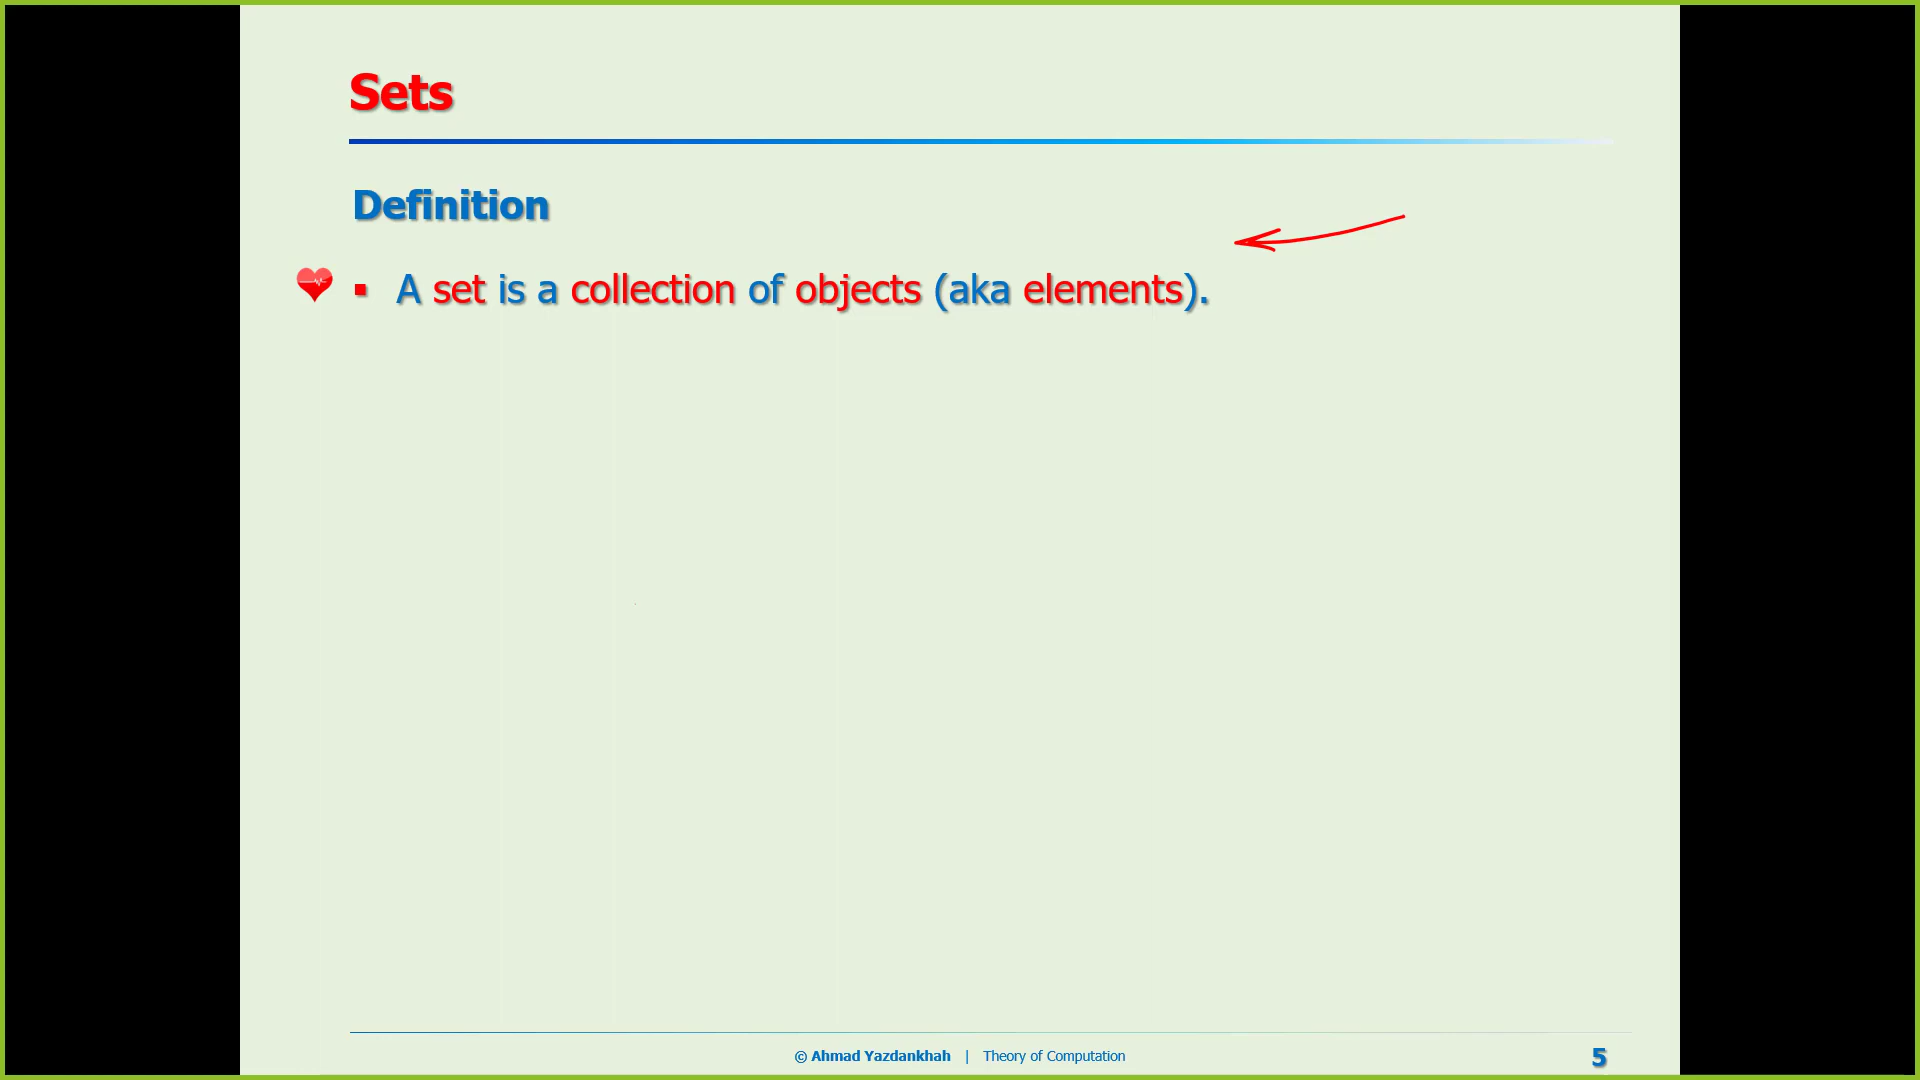 Sets
Definition
▪ A set is a collection of objects (aka elements).
© Ahmad Yazdankhah | Theory of Computation
5